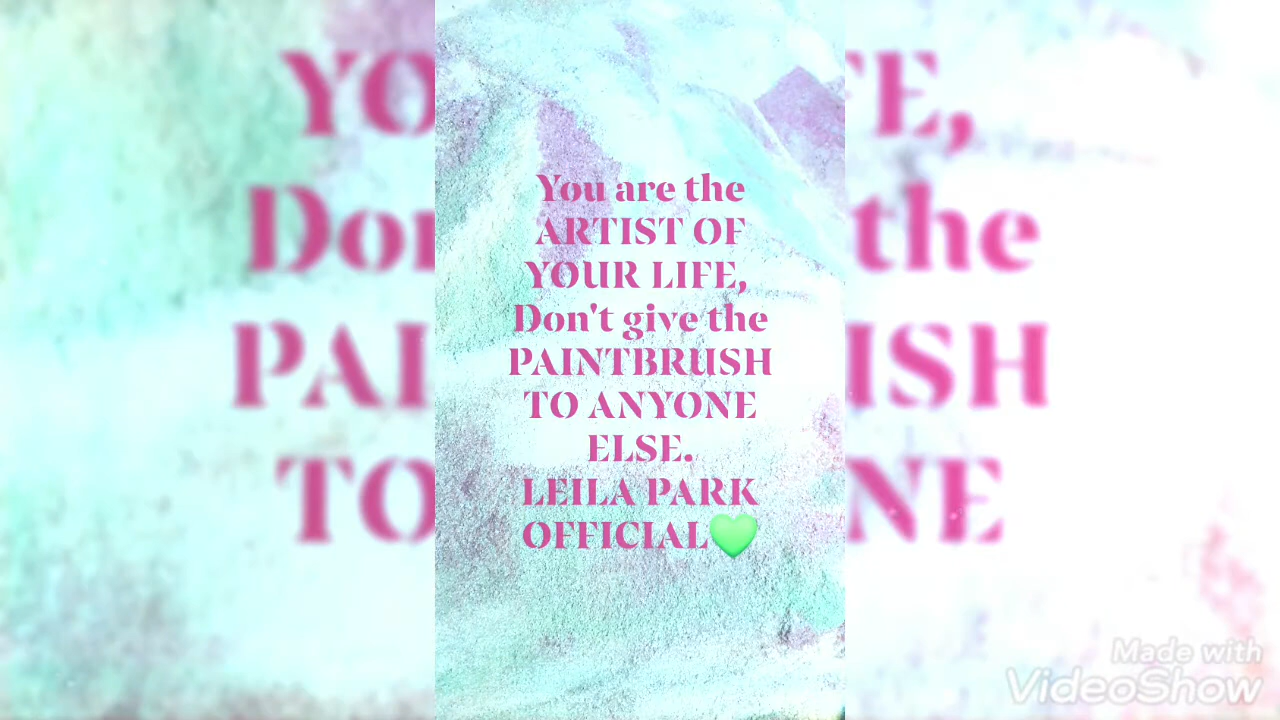 You are the
ARTIST OF
YOUR LIFE,
Don't give the
PAINTBRUSH
TO ANYONE
ELSE.
LEILA PARK
OFFICIAL💚
Made with
VideoShow